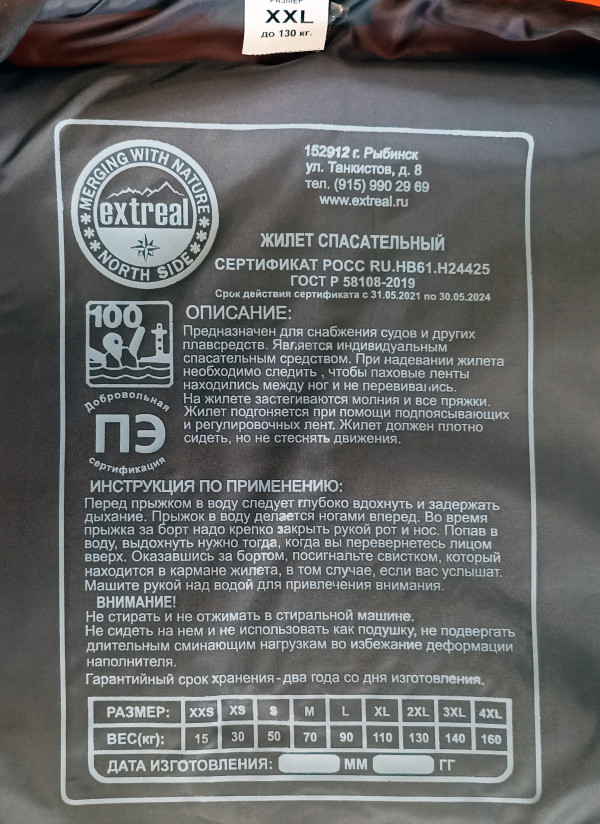 РАЗМЕР
XXL
до 130 кг.
MERGING WITH NATURE
extreal
NORTH SIDE
152912 г. Рыбинск
ул. Танкистов, д. 8
тел. (915) 990 29 69
www.extreal.ru
ЖИЛЕТ СПАСАТЕЛЬНЫЙ
СЕРТИФИКАТ РОСС RU.НВ61.Н24425
ГОСТ Р 58108-2019
Срок действия сертификата с 31.05.2021 по 30.05.2024
100
Добровольная
ПЭ
сертификация
ОПИСАНИЕ:
Предназначен для снабжения судов и других
плавсредств. Является индивидуальным
спасательным средством. При надевании жилета
необходимо следить , чтобы паховые ленты
находились между ног и не перевивались.
На жилете застегиваются молния и все пряжки.
Жилет подгоняется при помощи подпоясывающих
и регулировочных лент. Жилет должен плотно
сидеть, но не стеснять движения.
ИНСТРУКЦИЯ ПО ПРИМЕНЕНИЮ:
Перед прыжком в воду следует глубоко вдохнуть и задержать
дыхание. Прыжок в воду делается ногами вперед. Во время
прыжка за борт надо крепко закрыть рукой рот и нос. Попав в
воду, выдохнуть нужно тогда, когда вы перевернетесь лицом
вверх. Оказавшись за бортом, посигнальте свистком, который
находится в кармане жилета, в том случае, если вас услышат.
Машите рукой над водой для привлечения внимания.
ВНИМАНИЕ!
Не стирать и не отжимать в стиральной машине.
Не сидеть на нем и не использовать как подушку, не подвергать
длительным сминающим нагрузкам во избежание деформации
наполнителя.
Гарантийный срок хранения-два года со дня изготовления.
РАЗМЕР: XXS XS S M L XL 2XL 3XL 4XL
ВЕС(кг): 15 30 50 70 90 110 130 140 160
ДАТА ИЗГОТОВЛЕНИЯ: ММ ГГ